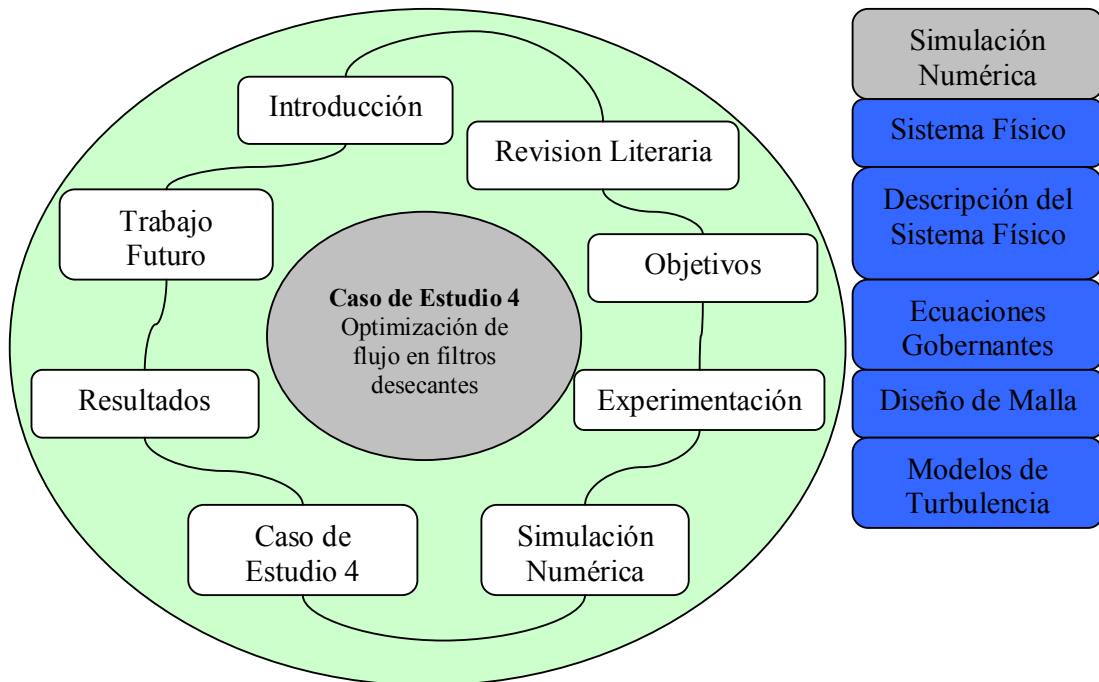 Introducción
Revision Literaria
Objetivos
Experimentación
Simulación
Numérica
Caso de
Estudio 4
Resultados
Trabajo
Futuro
Caso de Estudio 4
Optimización de
flujo en filtros
desecantes
Simulación
Numérica
Sistema Físico
Descripción del
Sistema Físico
Ecuaciones
Gobernantes
Diseño de Malla
Modelos de
Turbulencia